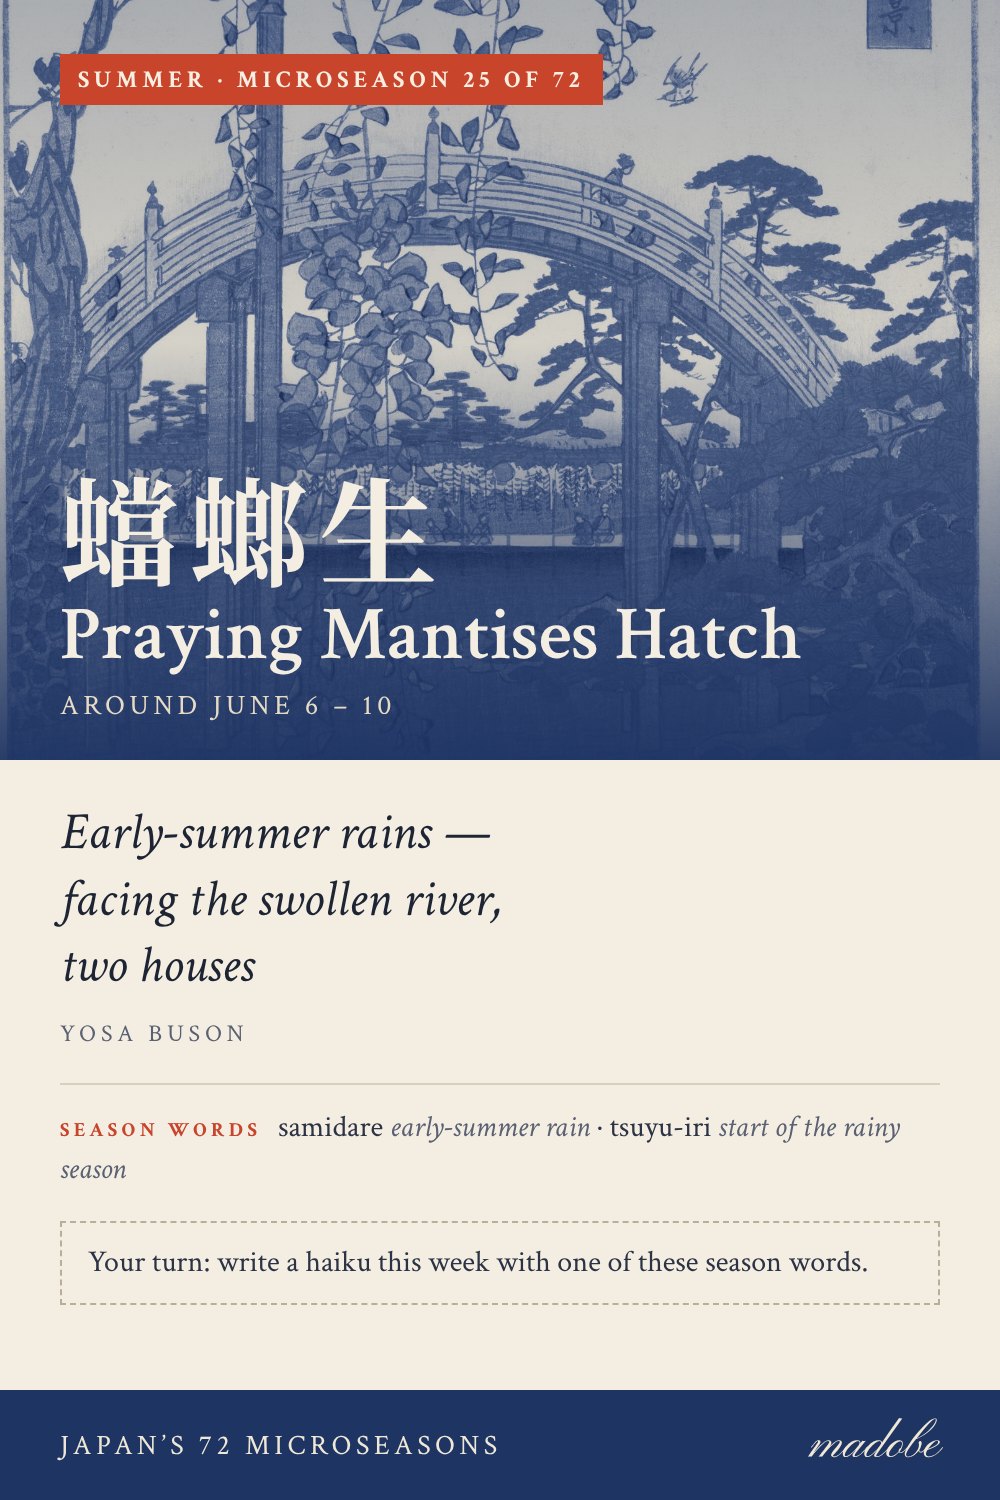 景
SUMMER · MICROSEASON 25 OF 72
蟷螂生
Praying Mantises Hatch
AROUND JUNE 6 – 10
Early-summer rains —
facing the swollen river,
two houses
YOSA BUSON
SEASON WORDS samidare early-summer rain · tsuyu-iri start of the rainy
season
Your turn: write a haiku this week with one of these season words.
JAPAN’S 72 MICROSEASONS
madobe